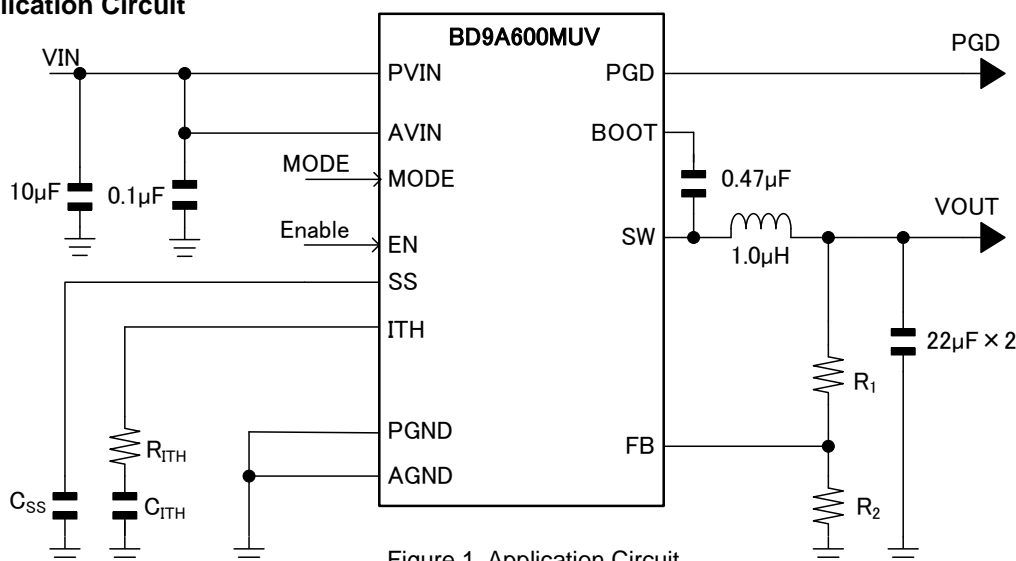 lication Circuit
BD9A600MUV
VIN
PGD
PVIN
PGD
AVIN
BOOT
MODE
MODE
10µF
0.1µF
0.47µF
VOUT
Enable
EN
SW
1.0µH
SS
ITH
22µF × 2
R1
PGND
FB
RITH
AGND
CSS
CITH
R2
Figure 1. Application Circuit